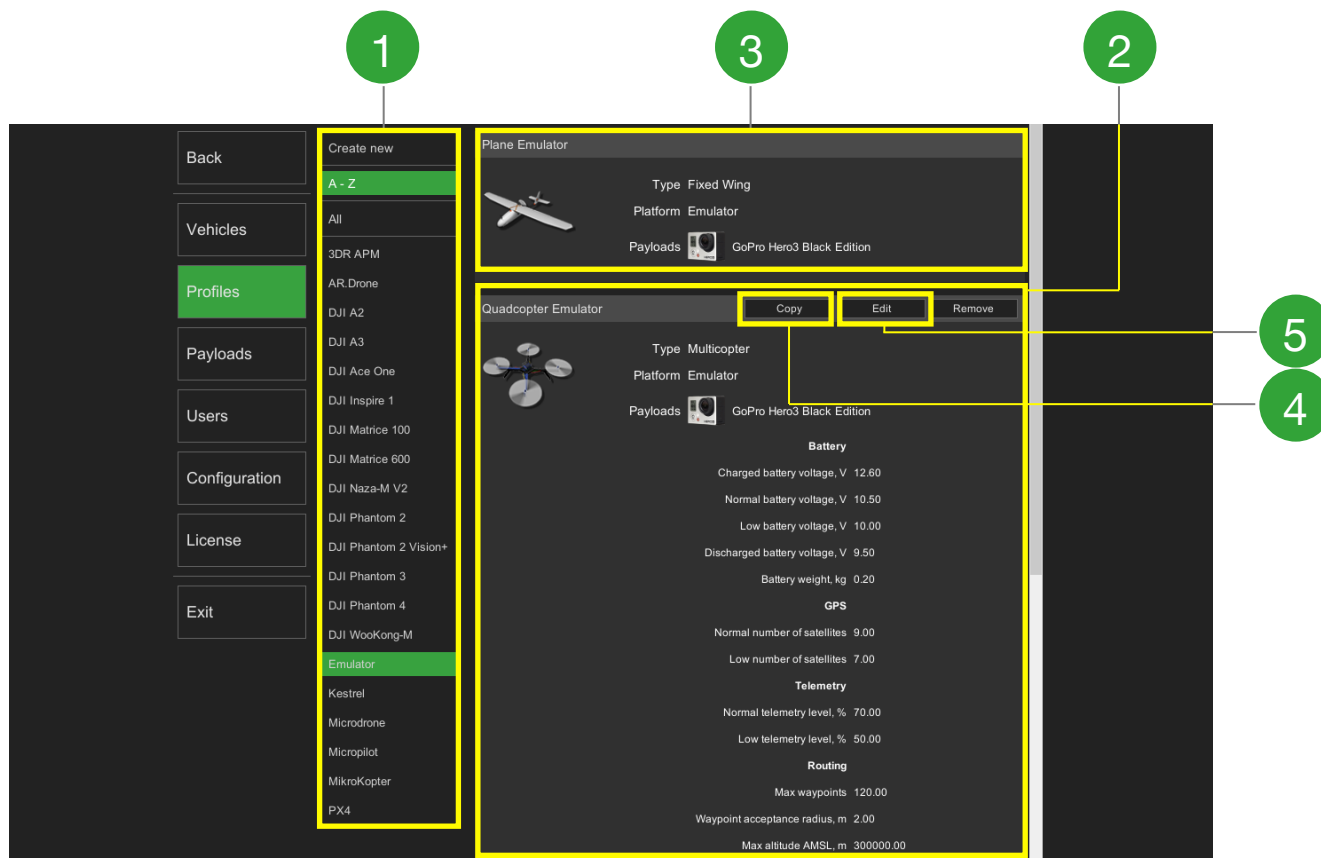 1
3
2
Back
Vehicles
Profiles
Payloads
Users
Configuration
License
Exit
Create new
A - Z
All
3DR APM
AR.Drone
DJI A2
DJI A3
DJI Ace One
DJI Inspire 1
DJI Matrice 100
DJI Matrice 600
DJI Naza-M V2
DJI Phantom 2
DJI Phantom 2 Vision+
DJI Phantom 3
DJI Phantom 4
DJI WooKong-M
Emulator
Kestrel
Microdrone
Micropilot
MikroKopter
PX4
Plane Emulator
Type Fixed Wing
Platform Emulator
Payloads GoPro Hero3 Black Edition
Quadcopter Emulator Copy Edit Remove
Type Multicopter
Platform Emulator
Payloads GoPro Hero3 Black Edition
Battery
Charged battery voltage, V 12.60
Normal battery voltage, V 10.50
Low battery voltage, V 10.00
Discharged battery voltage, V 9.50
Battery weight, kg 0.20
GPS
Normal number of satellites 9.00
Low number of satellites 7.00
Telemetry
Normal telemetry level, % 70.00
Low telemetry level, % 50.00
Routing
Max waypoints 120.00
Waypoint acceptance radius, m 2.00
Max altitude AMSL, m 300000.00
5
4